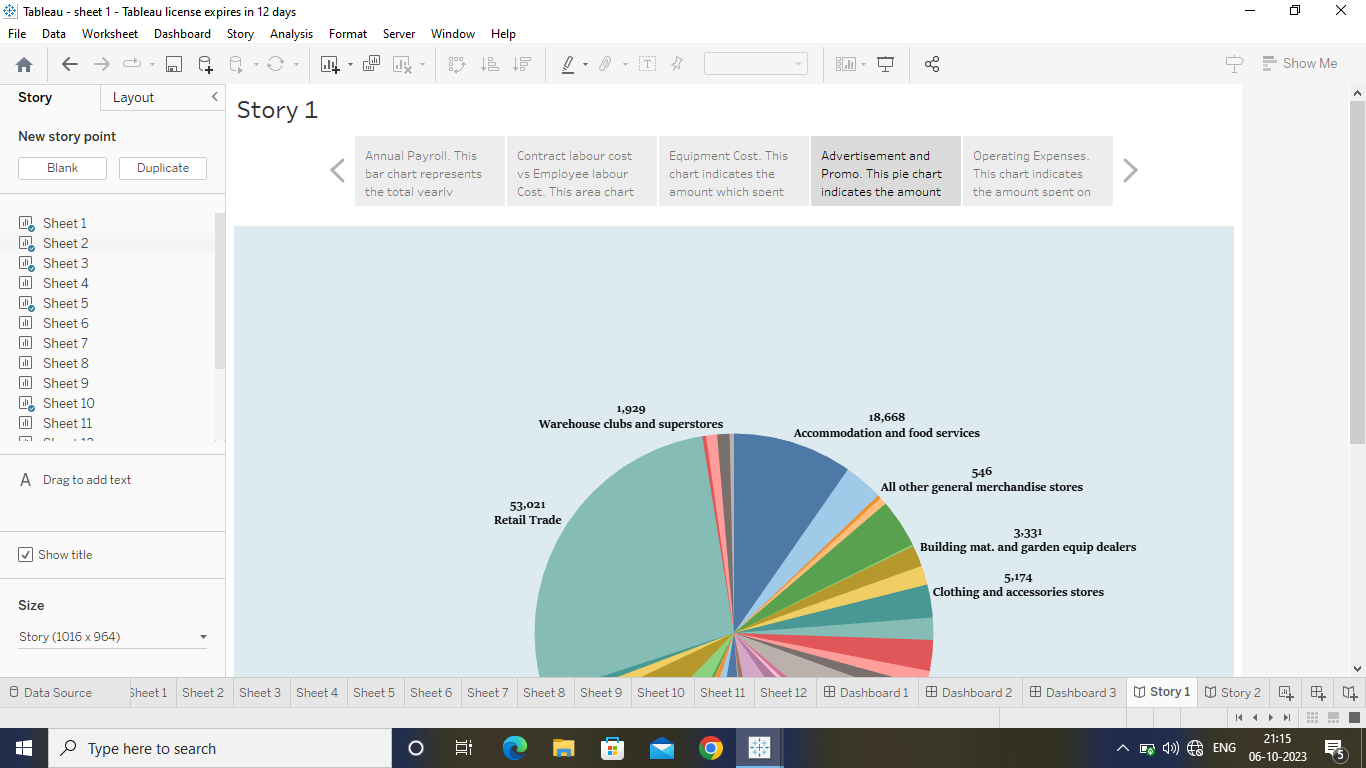 Tableau - sheet 1 - Tableau license expires in 12 days
File Data Worksheet Dashboard Story Analysis Format Server Window Help
Show Me
Story Layout
New story point
Blank Duplicate
Sheet 1
Sheet 2
Sheet 3
Sheet 4
Sheet 5
Sheet 6
Sheet 7
Sheet 8
Sheet 9
Sheet 10
Sheet 11
A Drag to add text
Show title
Size
Story (1016 x 964)
Story 1
Annual Payroll. This
bar chart represents
the total yearly
Contract labour cost
vs Employee labour
Cost. This area chart
Equipment Cost. This
chart indicates the
amount which spent
Advertisement and
Promo. This pie chart
indicates the amount
Operating Expenses.
This chart indicates
the amount spent on
1,929
Warehouse clubs and superstores
18,668
Accommodation and food services
546
All other general merchandise stores
53,021
Retail Trade
3,331
Building mat. and garden equip dealers
5,174
Clothing and accessories stores
Data Source Sheet 1 Sheet 2 Sheet 3 Sheet 4 Sheet 5 Sheet 6 Sheet 7 Sheet 8 Sheet 9 Sheet 10 Sheet 11 Sheet 12 Dashboard 1 Dashboard 2 Dashboard 3 Story 1 Story 2
Type here to search
ENG
21:15
06-10-2023
5